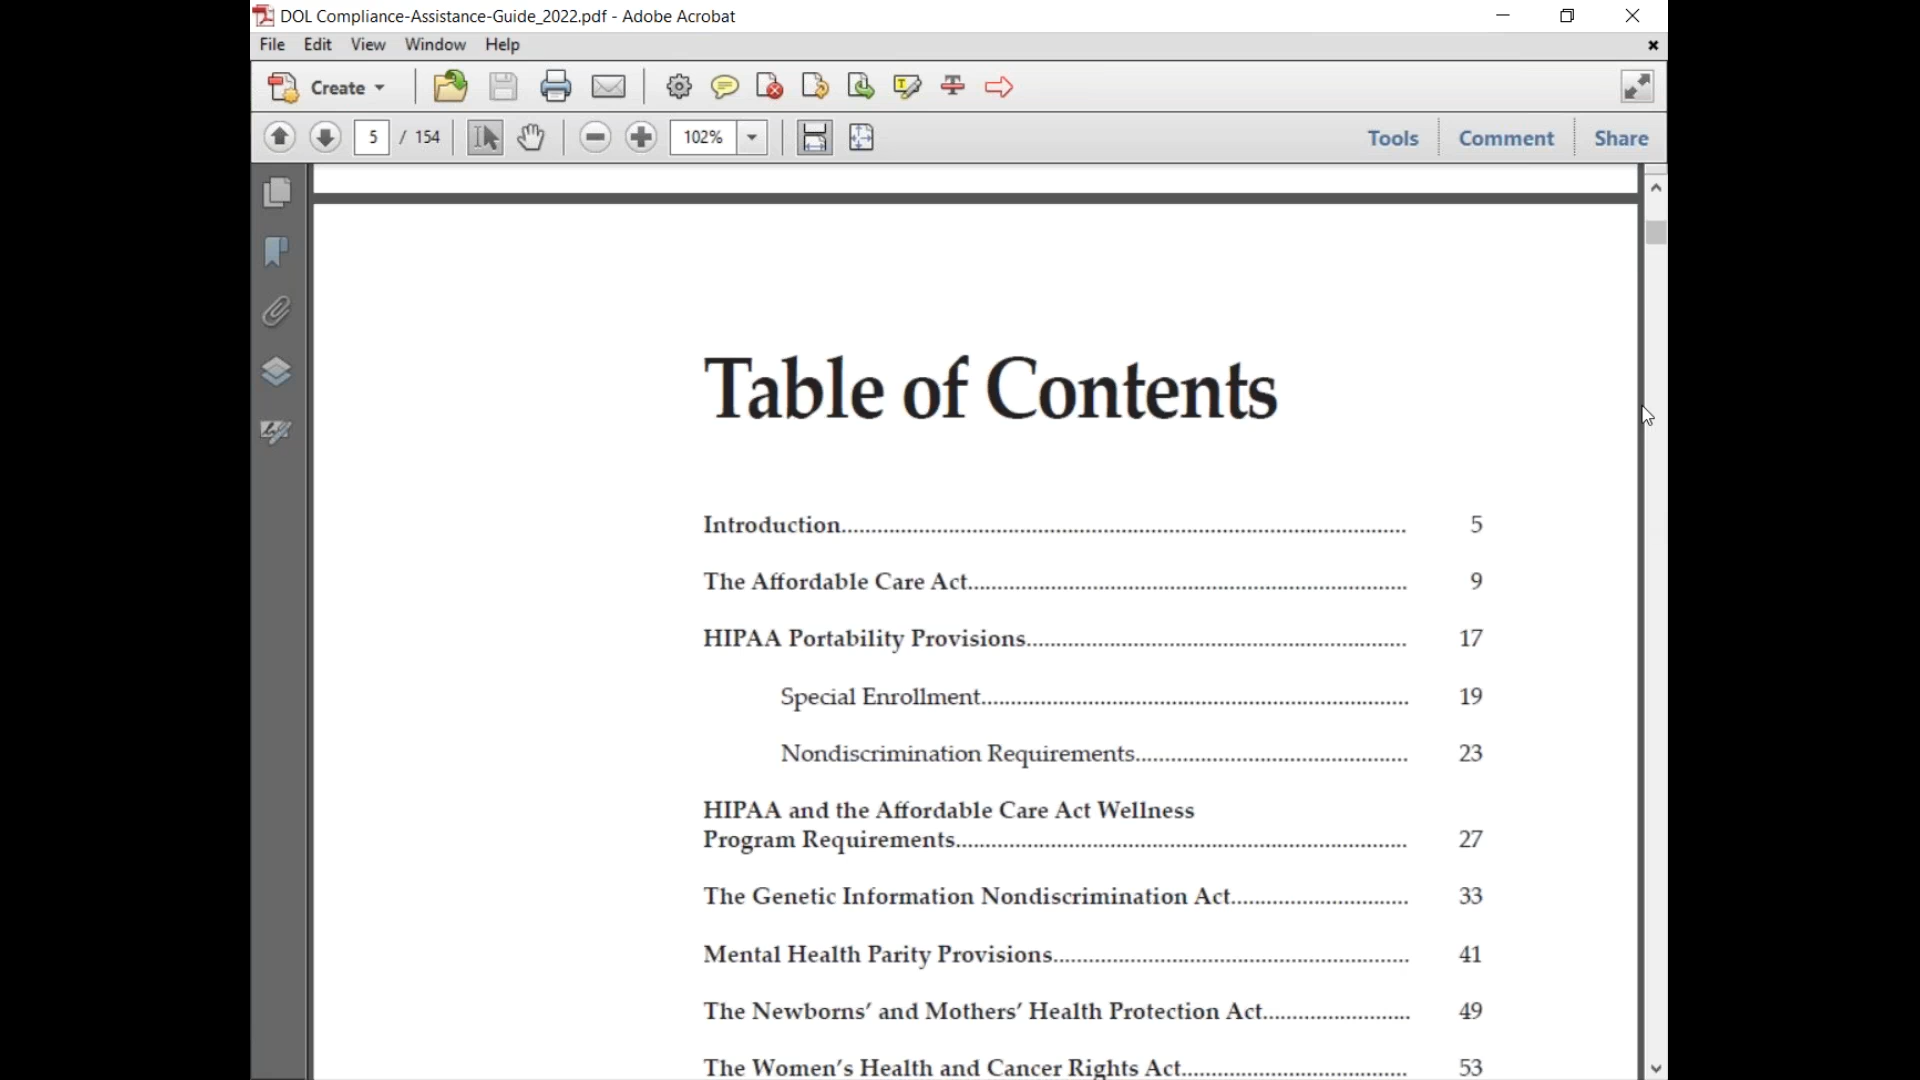 DOL Compliance-Assistance-Guide_2022.pdf - Adobe Acrobat
File Edit View Window Help
Create
5 / 154 102% Tools Comment Share
Table of Contents
Introduction.......... 5
The Affordable Care Act.......... 9
HIPAA Portability Provisions.......... 17
Special Enrollment.......... 19
Nondiscrimination Requirements.......... 23
HIPAA and the Affordable Care Act Wellness
Program Requirements.......... 27
The Genetic Information Nondiscrimination Act.......... 33
Mental Health Parity Provisions.......... 41
The Newborns' and Mothers' Health Protection Act.......... 49
The Women's Health and Cancer Rights Act.......... 53